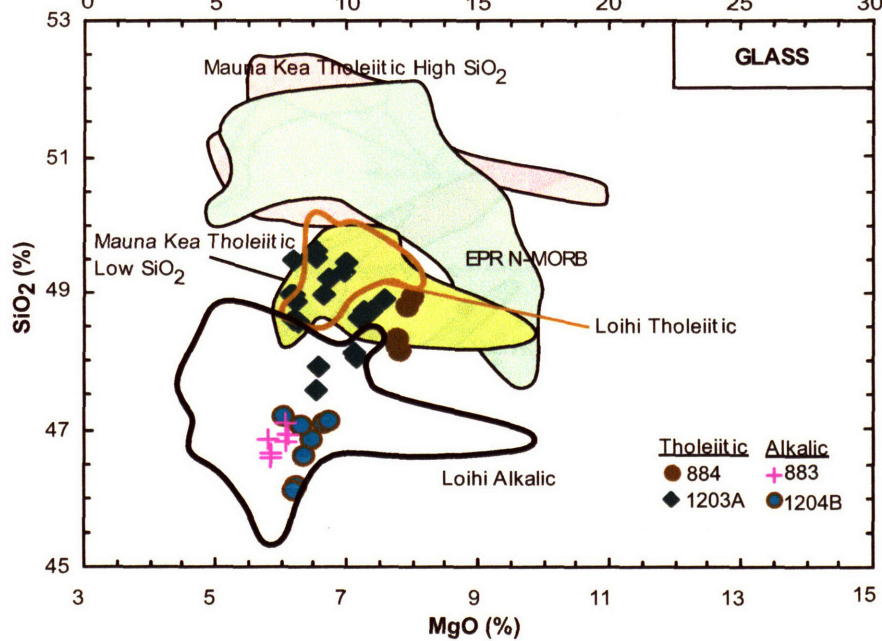 0 5 10 15 20 25 30
53
GLASS
Mauna Kea Tholeiitic High SiO₂
51
Mauna Kea Tholeiitic
Low SiO₂
EPR N-MORB
SiO₂ (%)
49
Loihi Tholeiitic
47
Tholeiitic Alkalic
884 883
1203A 1204B
Loihi Alkalic
45
3 5 7 9 11 13 15
MgO (%)